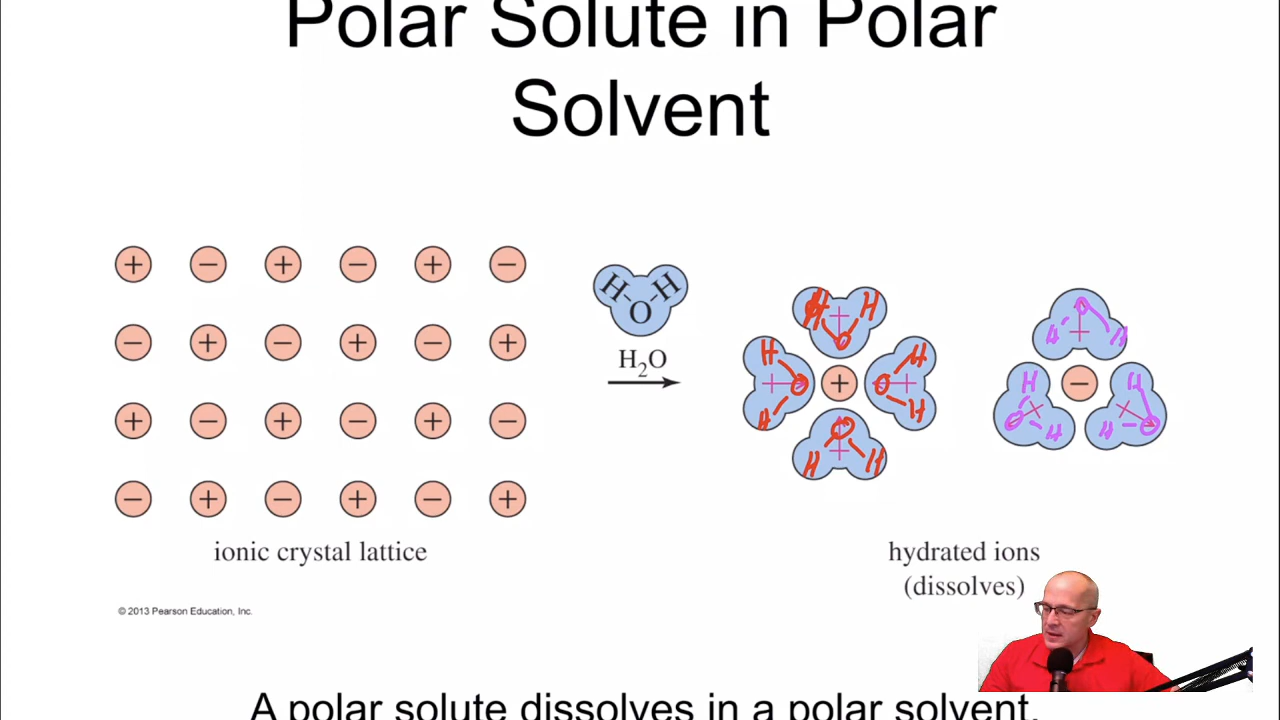 Polar Solute in Polar
Solvent
+ − + − + −
H H
O
− + − + − +
H₂O
+ − + − + −
− + − + − +
H H
O
H O H
+
H O H
O
H H
O
H H
−
H O H
H O H
ionic crystal lattice
hydrated ions
(dissolves)
© 2013 Pearson Education, Inc.
A polar solute dissolves in a polar solvent.